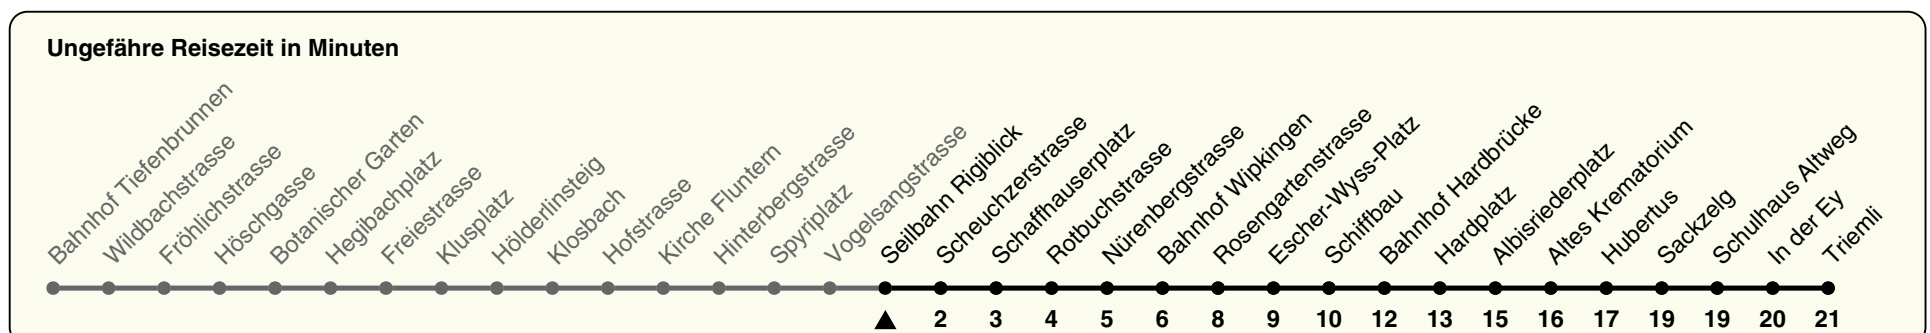 Ungefähre Reisezeit in Minuten
Bahnhof Tiefenbrunnen
Wildbachstrasse
Fröhlichstrasse
Höschgasse
Botanischer Garten
Hegibachplatz
Freiestrasse
Klusplatz
Hölderlinsteig
Klosbach
Hofstrasse
Kirche Fluntern
Hinterbergstrasse
Spyriplatz
Vogelsangstrasse
Seilbahn Rigiblick
Scheuchzerstrasse
Schaffhauserplatz
Rotbuchstrasse
Nürenbergstrasse
Bahnhof Wipkingen
Rosengartenstrasse
Escher-Wyss-Platz
Schiffbau
Bahnhof Hardbrücke
Hardplatz
Albisriederplatz
Altes Krematorium
Hubertus
Sackzelg
Schulhaus Altweg
In der Ey
Triemli
2 3 4 5 6 8 9 10 12 13 15 16 17 19 19 20 21